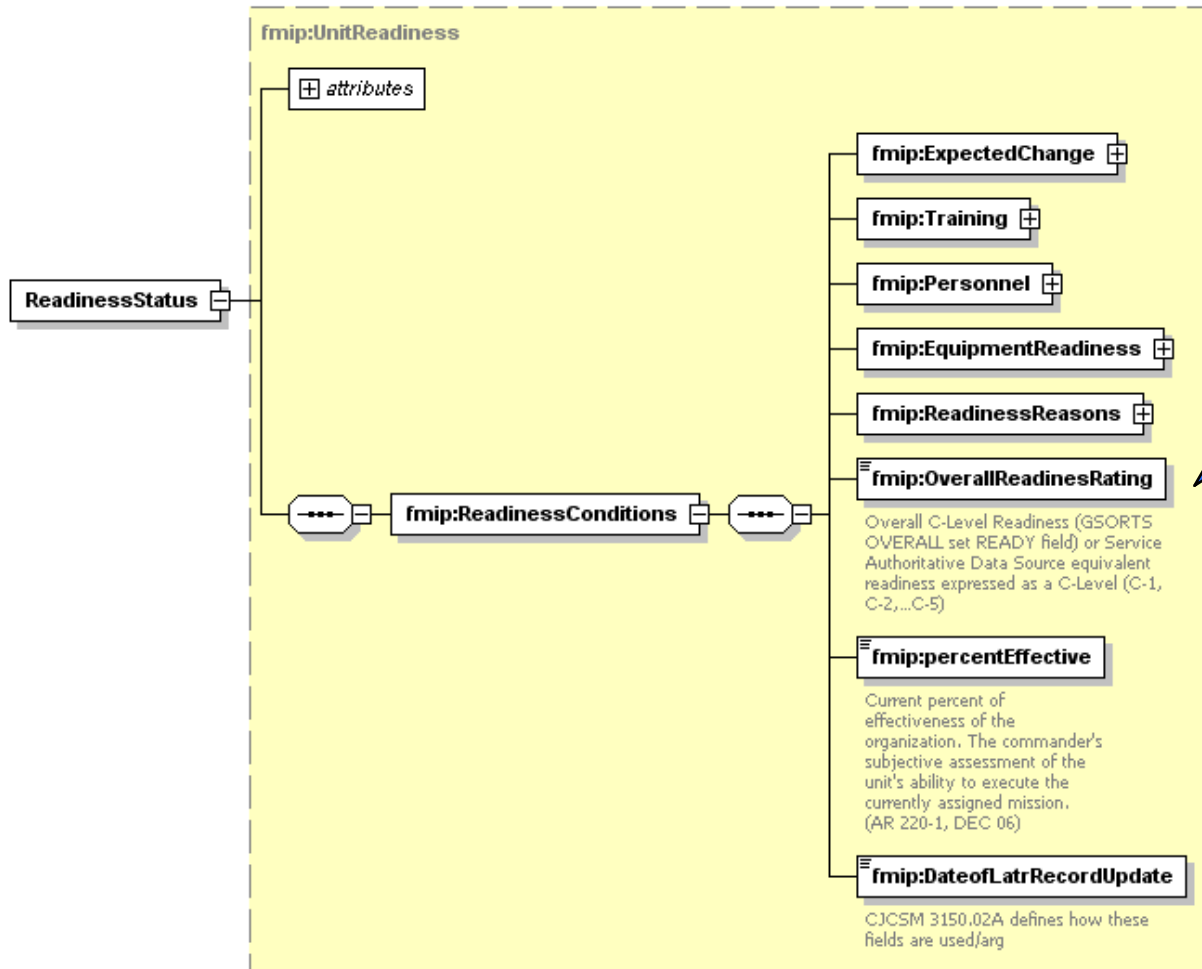 fmip:UnitReadiness
attributes
fmip:ExpectedChange
fmip:Training
fmip:Personnel
ReadinessStatus
fmip:EquipmentReadiness
fmip:ReadinessReasons
fmip:OverallReadinesRating
fmip:ReadinessConditions
Overall C-Level Readiness (GSORTS
OVERALL set READY field) or Service
Authoritative Data Source equivalent
readiness expressed as a C-Level (C-1,
C-2,...C-5)
fmip:percentEffective
Current percent of
effectiveness of the
organization. The commander's
subjective assessment of the
unit's ability to execute the
currently assigned mission.
(AR 220-1, DEC 06)
fmip:DateofLatrRecordUpdate
CJCSM 3150.02A defines how these
fields are used/arg